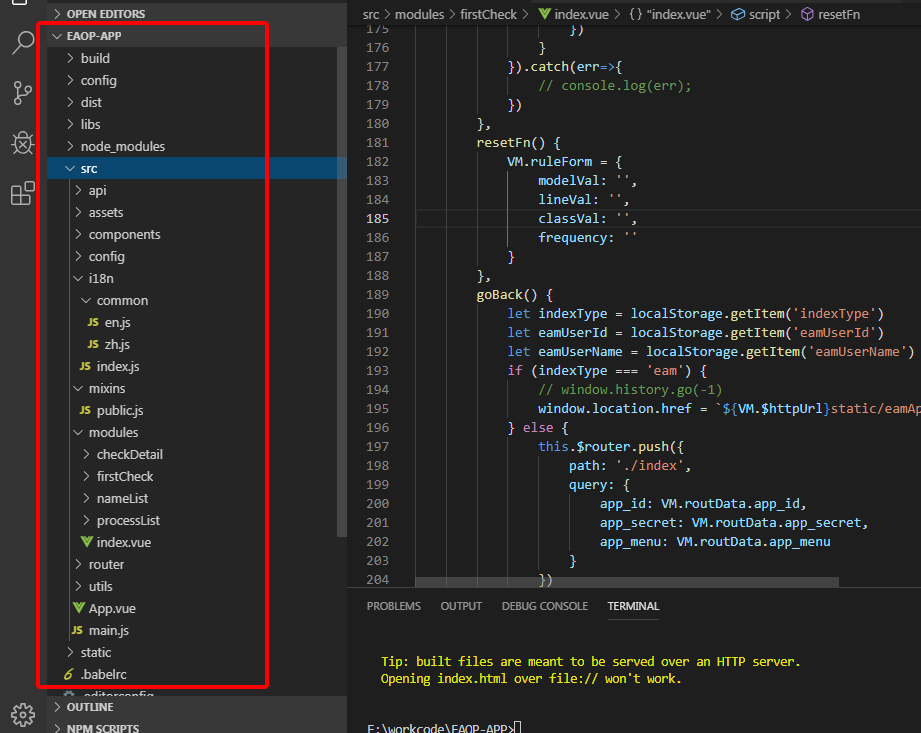 OPEN EDITORS
EAOP-APP
build
config
dist
libs
node_modules
src
api
assets
components
config
i18n
common
JS en.js
JS zh.js
JS index.js
mixins
JS public.js
modules
checkDetail
firstCheck
nameList
processList
index.vue
router
utils
App.vue
JS main.js
static
.babelrc
.editorconfig
OUTLINE
NPM SCRIPTS
src > modules > firstCheck > index.vue > {} "index.vue" > script > resetFn
175 })
176 }
177 }).catch(err=>{
178 // console.log(err);
179 })
180 },
181 resetFn() {
182 VM.ruleForm = {
183 modelVal: '',
184 lineVal: '',
185 classVal: '',
186 frequency: ''
187 }
188 },
189 goBack() {
190 let indexType = localStorage.getItem('indexType')
191 let eamUserId = localStorage.getItem('eamUserId')
192 let eamUserName = localStorage.getItem('eamUserName')
193 if (indexType === 'eam') {
194 // window.history.go(-1)
195 window.location.href = `${VM.$httpUrl}static/eamAp
196 } else {
197 this.$router.push({
198 path: './index',
199 query: {
200 app_id: VM.routData.app_id,
201 app_secret: VM.routData.app_secret,
202 app_menu: VM.routData.app_menu
203 }
204 })
PROBLEMS OUTPUT DEBUG CONSOLE TERMINAL
Tip: built files are meant to be served over an HTTP server.
Opening index.html over file:// won't work.
F:\workcode\EAOP-APP>